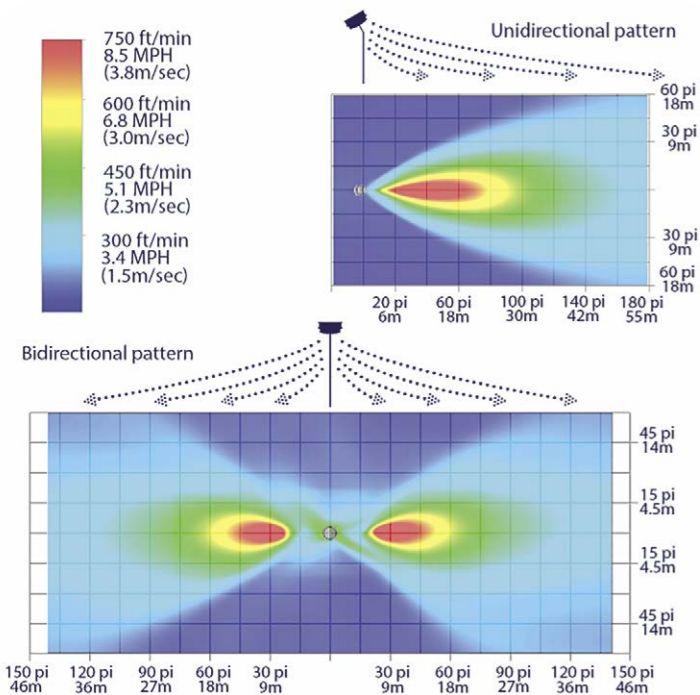 750 ft/min
8.5 MPH
(3.8m/sec)
600 ft/min
6.8 MPH
(3.0m/sec)
450 ft/min
5.1 MPH
(2.3m/sec)
300 ft/min
3.4 MPH
(1.5m/sec)
Unidirectional pattern
60 pi
18m
30 pi
9m
30 pi
9m
60 pi
18m
20 pi 60 pi 100 pi 140 pi 180 pi
6m 18m 30m 42m 55m
Bidirectional pattern
45 pi
14m
15 pi
4.5m
15 pi
4.5m
45 pi
14m
150 pi 120 pi 90 pi 60 pi 30 pi 30 pi 60 pi 90 pi 120 pi 150 pi
46m 36m 27m 18m 9m 9m 18m 27m 36m 46m